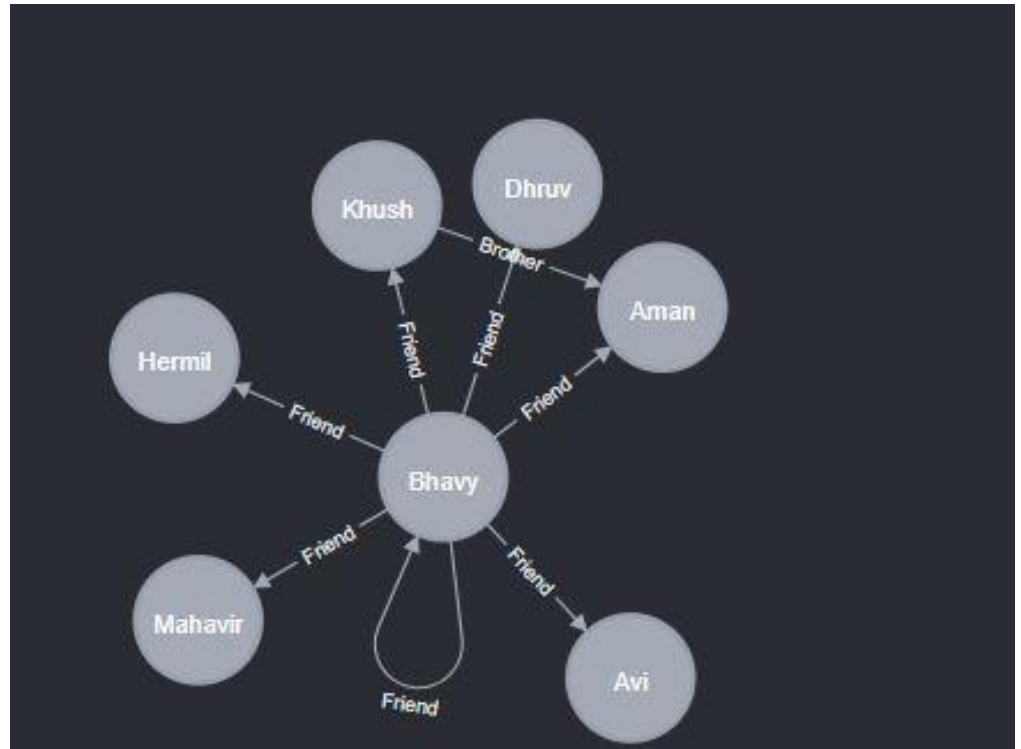 Dhruv
Khush
Brother
Aman
Friend
Friend
Hermil
Friend
Friend
Bhavy
Friend
Friend
Mahavir
Avi
Friend